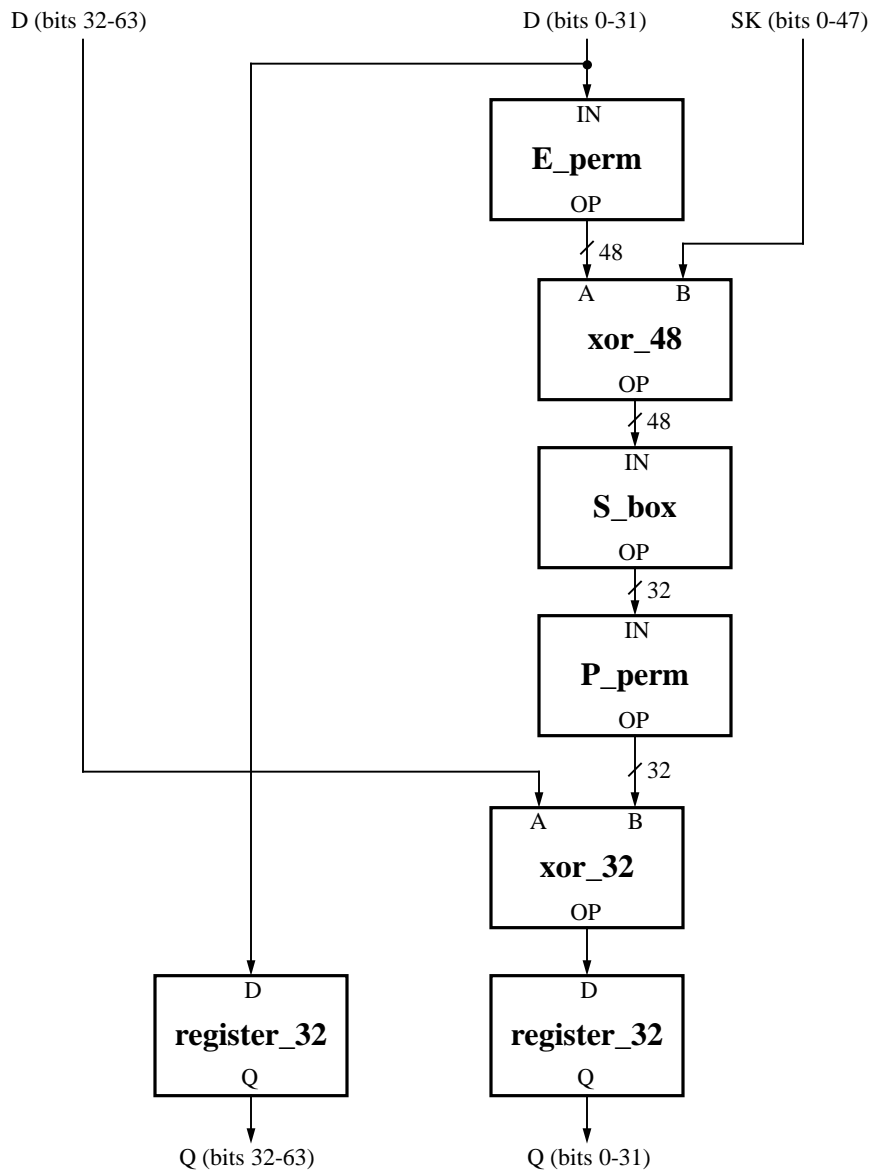 D (bits 32-63)
D (bits 0-31)
SK (bits 0-47)
IN
E_perm
OP
48
A
B
xor_48
OP
48
IN
S_box
OP
32
IN
P_perm
OP
32
A
B
xor_32
OP
D
register_32
Q
D
register_32
Q
Q (bits 32-63)
Q (bits 0-31)